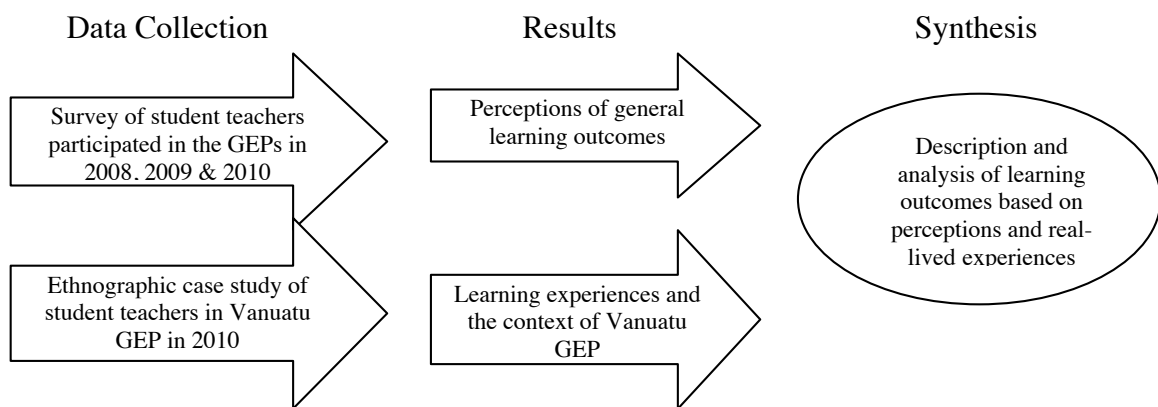 Data Collection
Results
Synthesis
Survey of student teachers
participated in the GEPs in
2008, 2009 & 2010
Perceptions of general
learning outcomes
Description and
analysis of learning
outcomes based on
perceptions and real-
lived experiences
Ethnographic case study of
student teachers in Vanuatu
GEP in 2010
Learning experiences and
the context of Vanuatu
GEP